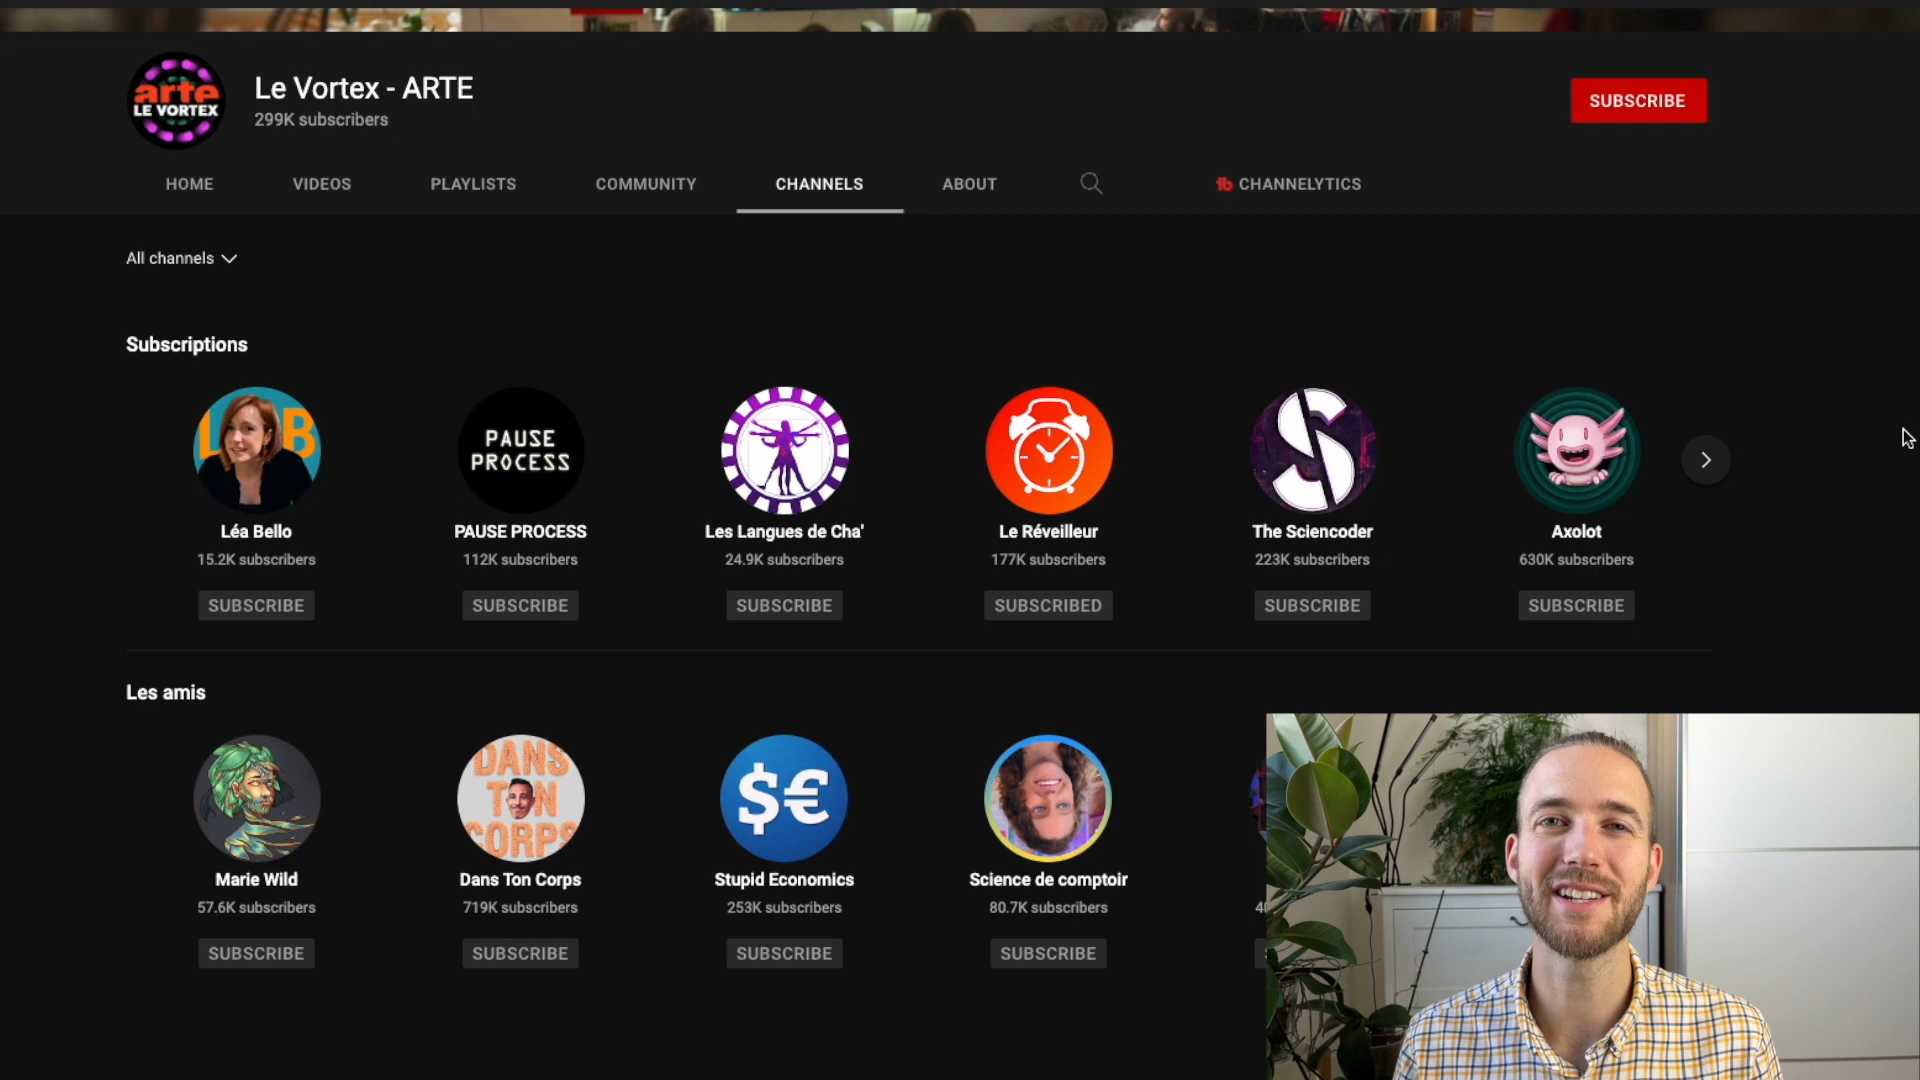 arte
LE VORTEX
Le Vortex - ARTE
299K subscribers
SUBSCRIBE
HOME
VIDEOS
PLAYLISTS
COMMUNITY
CHANNELS
ABOUT
CHANNELYTICS
All channels
Subscriptions
PAUSE
PROCESS
Léa Bello
PAUSE PROCESS
Les Langues de Cha'
Le Réveilleur
The Sciencoder
Axolot
15.2K subscribers
112K subscribers
24.9K subscribers
177K subscribers
223K subscribers
630K subscribers
SUBSCRIBE
SUBSCRIBE
SUBSCRIBE
SUBSCRIBED
SUBSCRIBE
SUBSCRIBE
Les amis
DANS
TON
CORPS
$€
Marie Wild
Dans Ton Corps
Stupid Economics
Science de comptoir
57.6K subscribers
719K subscribers
253K subscribers
80.7K subscribers
SUBSCRIBE
SUBSCRIBE
SUBSCRIBE
SUBSCRIBE